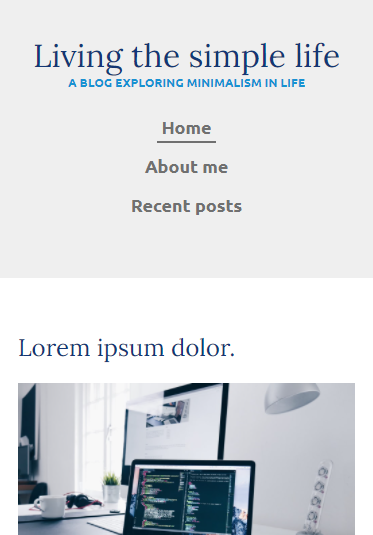 Living the simple life
A BLOG EXPLORING MINIMALISM IN LIFE
Home
About me
Recent posts
Lorem ipsum dolor.